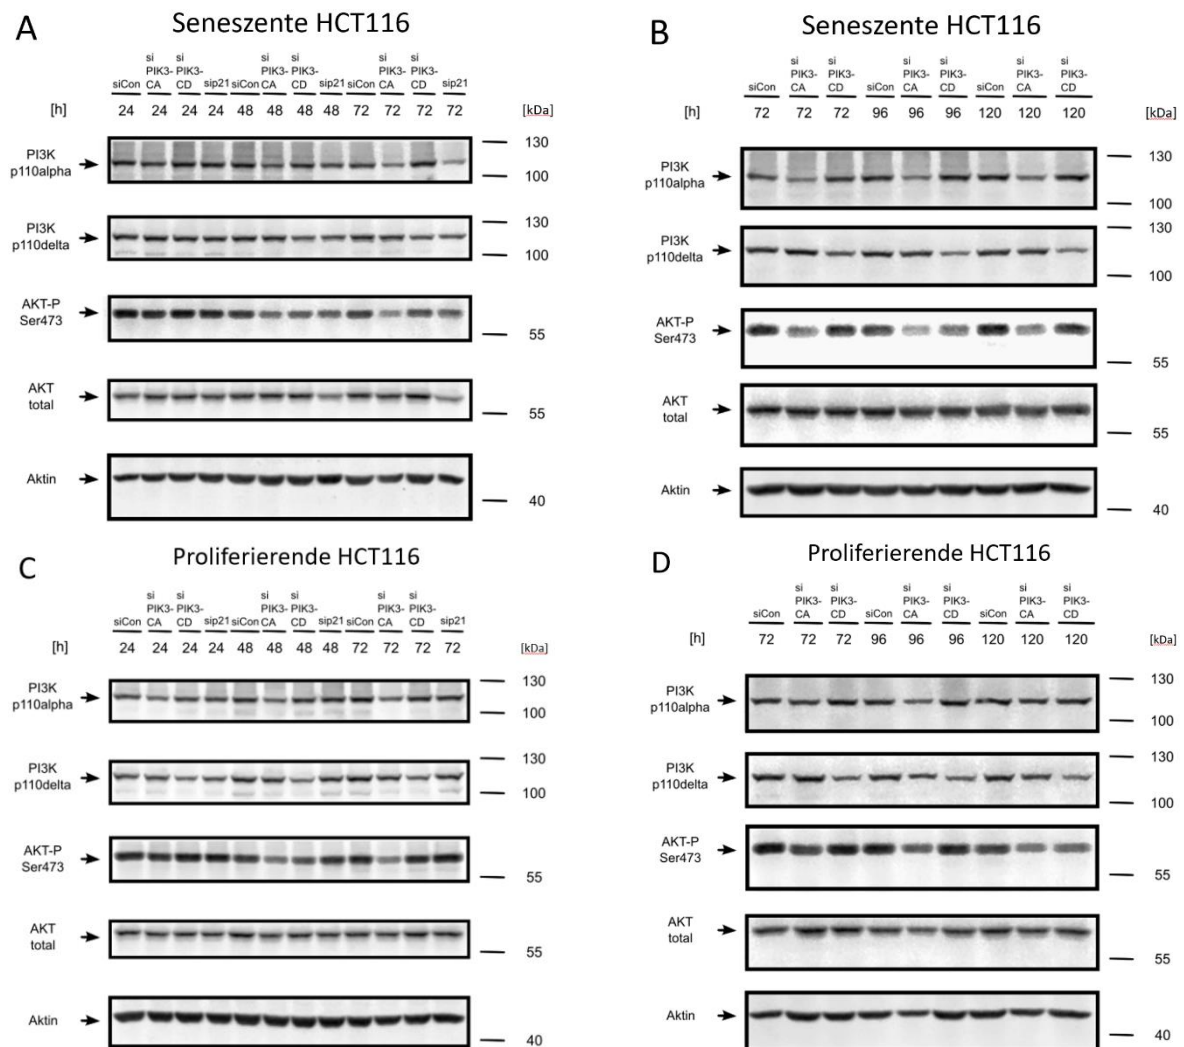 A
Seneszente HCT116
siCon
si PIK3-CA
si PIK3-CD
sip21
siCon
si PIK3-CA
si PIK3-CD
sip21
siCon
si PIK3-CA
si PIK3-CD
sip21
[h] 24 24 24 24 48 48 48 48 72 72 72 72 [kDa]
PI3K
p110alpha
130
100
PI3K
p110delta
130
100
AKT-P
Ser473
55
AKT
total
55
Aktin
40
B
Seneszente HCT116
siCon
si PIK3-CA
si PIK3-CD
siCon
si PIK3-CA
si PIK3-CD
siCon
si PIK3-CA
si PIK3-CD
[h] 72 72 72 96 96 96 120 120 120 [kDa]
PI3K
p110alpha
130
100
PI3K
p110delta
130
100
AKT-P
Ser473
55
AKT
total
55
Aktin
40
C
Proliferierende HCT116
siCon
si PIK3-CA
si PIK3-CD
sip21
siCon
si PIK3-CA
si PIK3-CD
sip21
siCon
si PIK3-CA
si PIK3-CD
sip21
[h] 24 24 24 24 48 48 48 48 72 72 72 72 [kDa]
PI3K
p110alpha
130
100
PI3K
p110delta
130
100
AKT-P
Ser473
55
AKT
total
55
Aktin
40
D
Proliferierende HCT116
siCon
si PIK3-CA
si PIK3-CD
siCon
si PIK3-CA
si PIK3-CD
siCon
si PIK3-CA
si PIK3-CD
[h] 72 72 72 96 96 96 120 120 120 [kDa]
PI3K
p110alpha
130
100
PI3K
p110delta
130
100
AKT-P
Ser473
55
AKT
total
55
Aktin
40